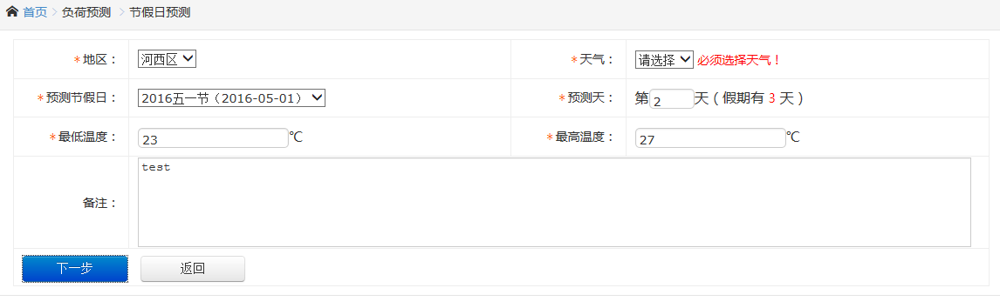 首页 > 负荷预测 > 节假日预测
*地区： 河西区 *天气： 请选择 必须选择天气！
*预测节假日： 2016五一节（2016-05-01） *预测天： 第2天（假期有 3 天）
*最低温度： 23℃ *最高温度： 27℃
备注： test
下一步 返回